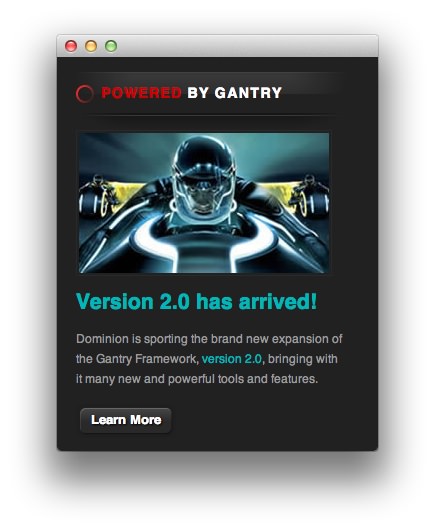 POWERED BY GANTRY
Version 2.0 has arrived!
Dominion is sporting the brand new expansion of
the Gantry Framework, version 2.0, bringing with
it many new and powerful tools and features.
Learn More